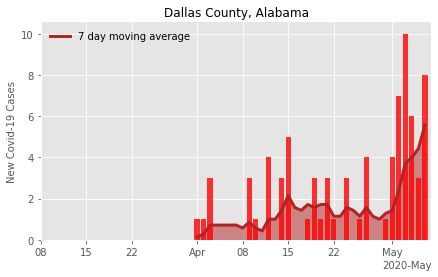 Dallas County, Alabama
7 day moving average
New Covid-19 Cases
10
8
6
4
2
0
08 15 22 Apr 08 15 22 May
2020-May